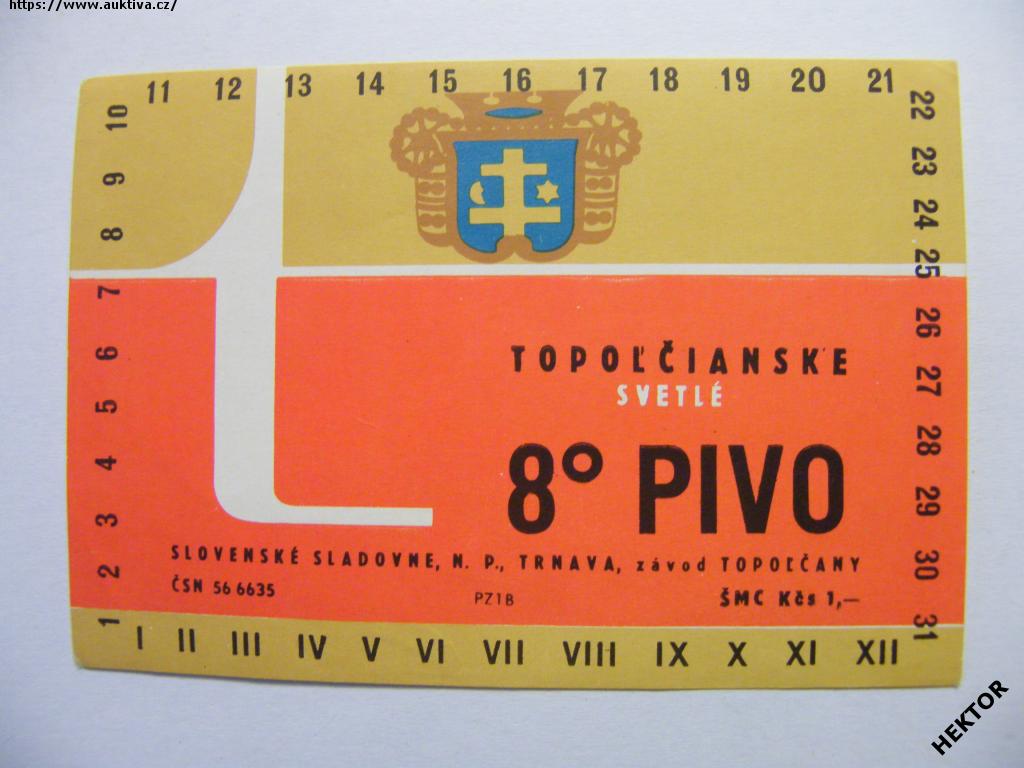 https://www.auktiva.cz/
11 12 13 14 15 16 17 18 19 20 21
10
9
8
7
6
5
4
3
2
1
22
23
24
25
26
27
28
29
30
31
TOPOĽČIANSKE
SVETLÉ
8° PIVO
SLOVENSKÉ SLADOVNE, N. P., TRNAVA, závod TOPOĽČANY
ČSN 56 6635 PZ1B ŠMC Kčs 1,—
I II III IV V VI VII VIII IX X XI XII
HEKTOR